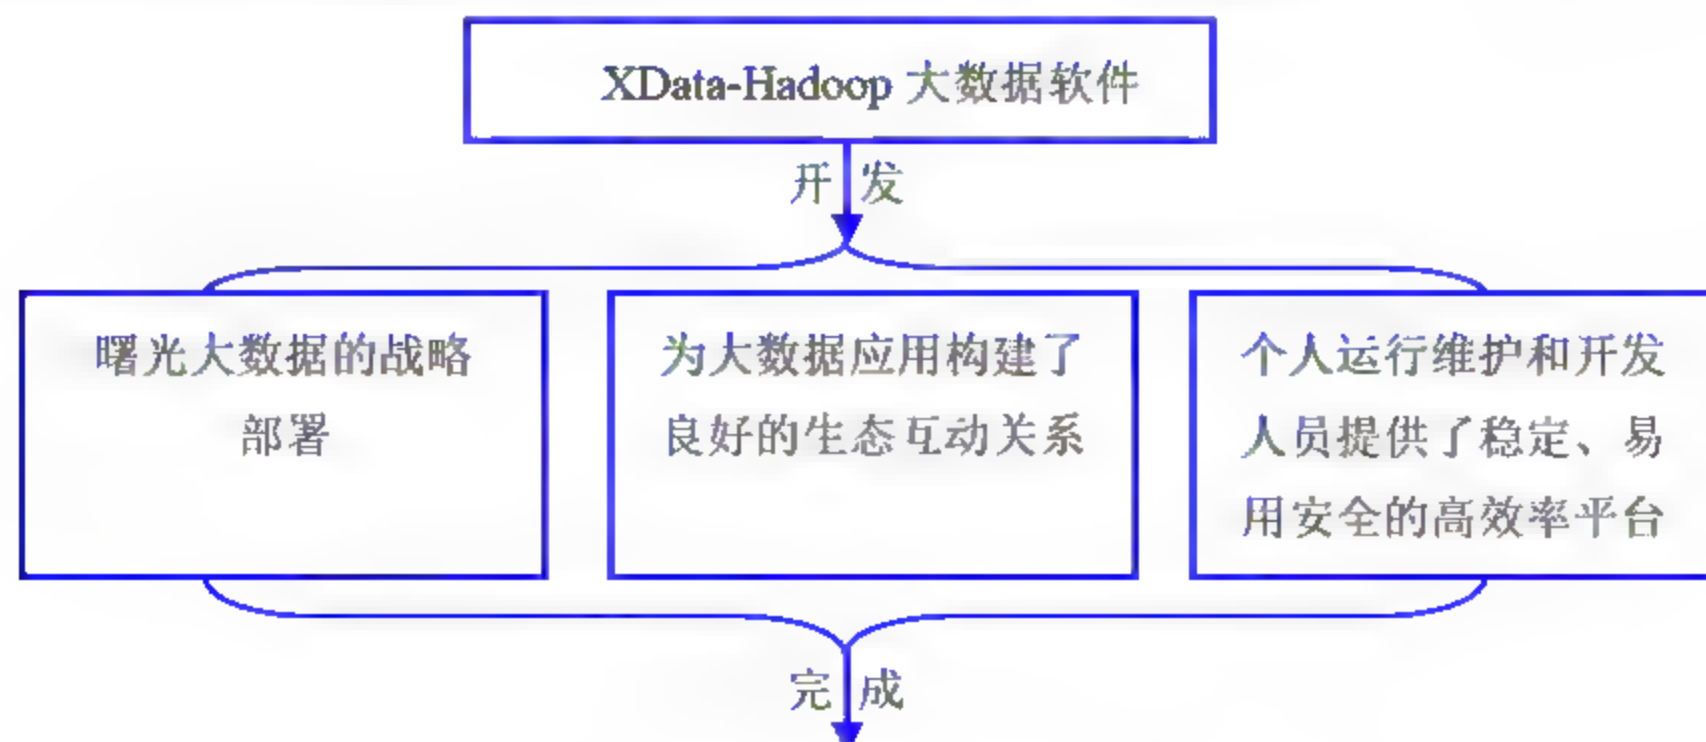 XData-Hadoop 大数据软件
开发
曙光大数据的战略
部署
为大数据应用构建了
良好的生态互动关系
个人运行维护和开发
人员提供了稳定、易
用安全的高效率平台
完成